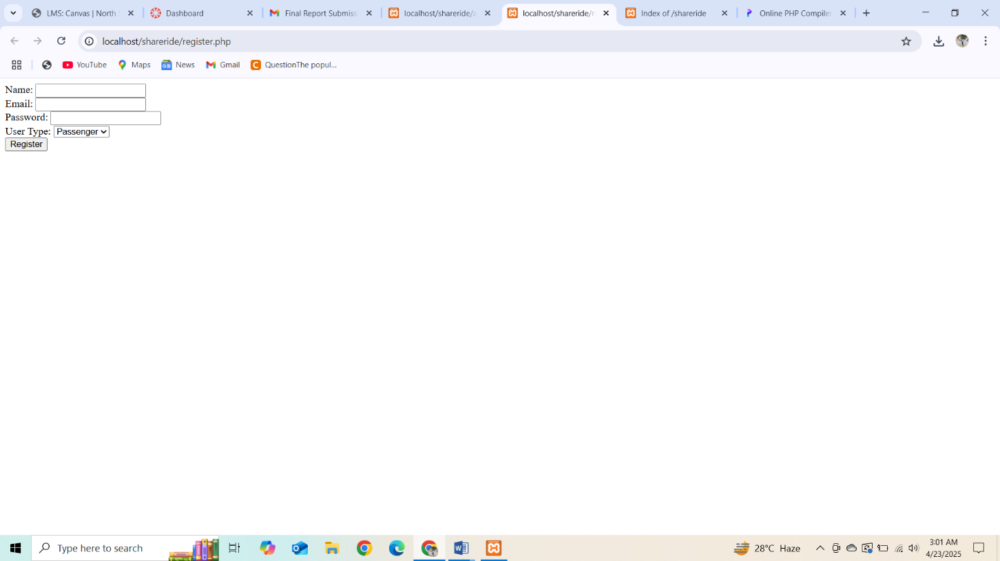 LMS: Canvas | North
Dashboard
Final Report Submiss
localhost/shareride/
localhost/shareride/
Index of /shareride
Online PHP Compiler
localhost/shareride/register.php
YouTube
Maps
News
Gmail
QuestionThe popul...
Name:
Email:
Password:
User Type: Passenger
Register
Type here to search
28°C Haze
3:01 AM
4/23/2025